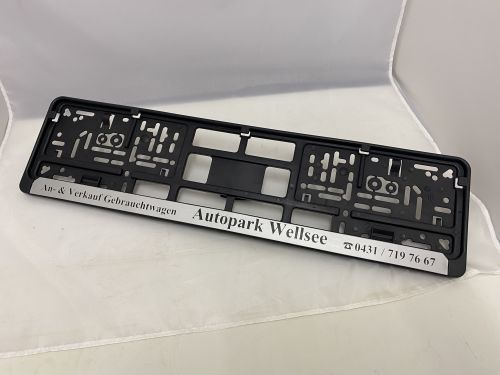 An- & Verkauf Gebrauchtwagen Autopark Wellsee ☎0431 / 719 76 67